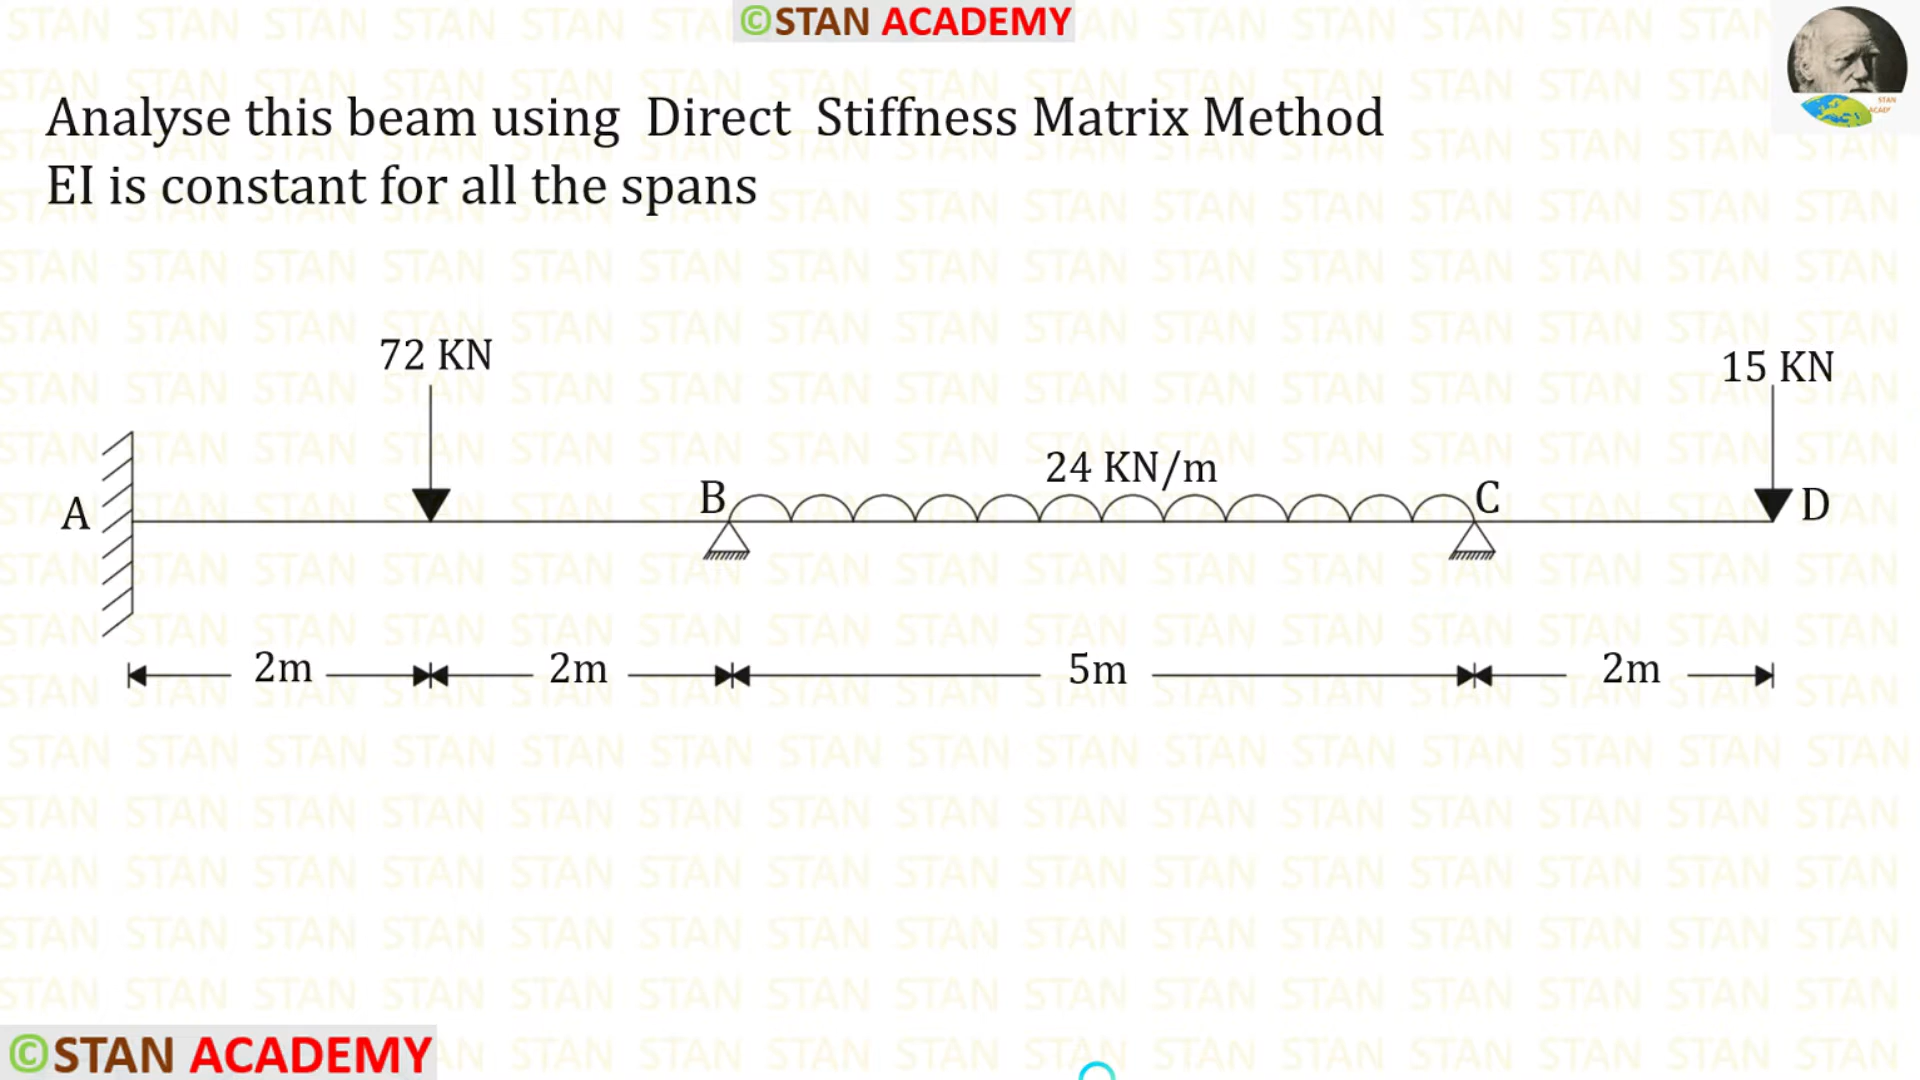 ©STAN ACADEMY
Analyse this beam using Direct Stiffness Matrix Method
EI is constant for all the spans
72 KN
15 KN
24 KN/m
A
B
C
D
2m
2m
5m
2m
©STAN ACADEMY